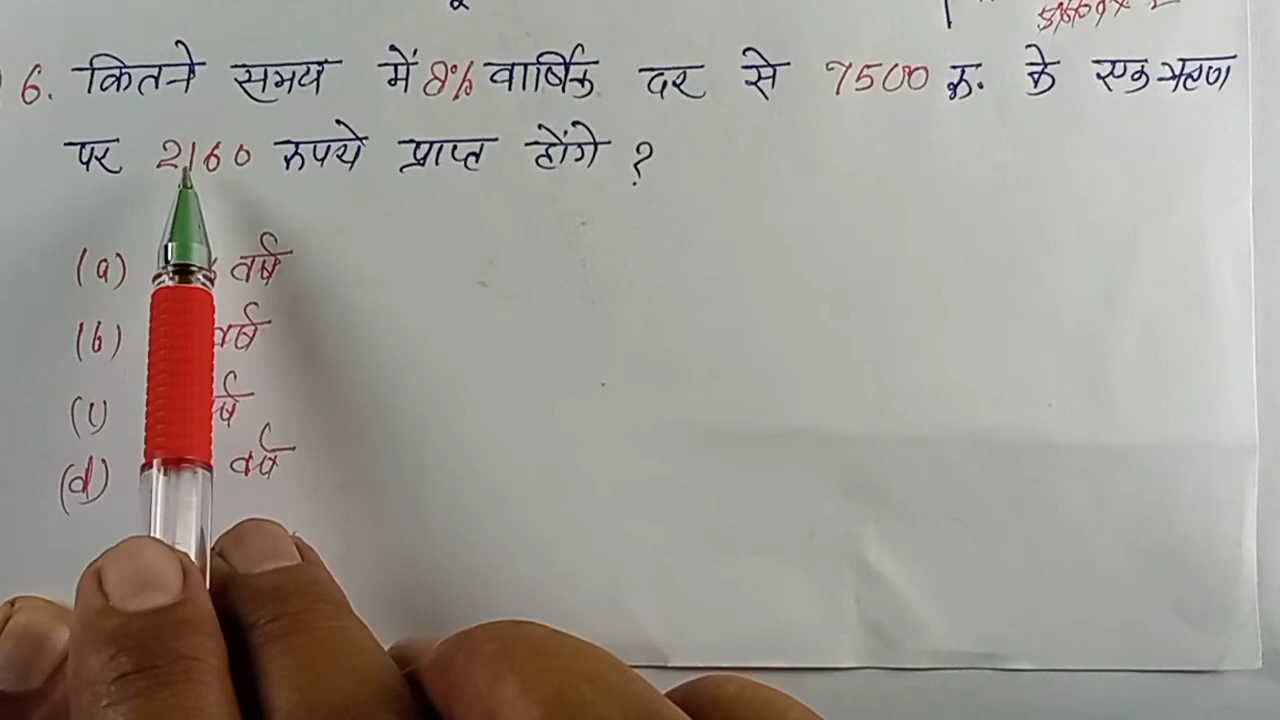 6. कितने समय में 8% वार्षिक दर से 7500 रु. के एक ऋण
पर 2160 रुपये प्राप्त होंगे ?
(a) वर्ष
(b) वर्ष
(c)
(d) वर्ष